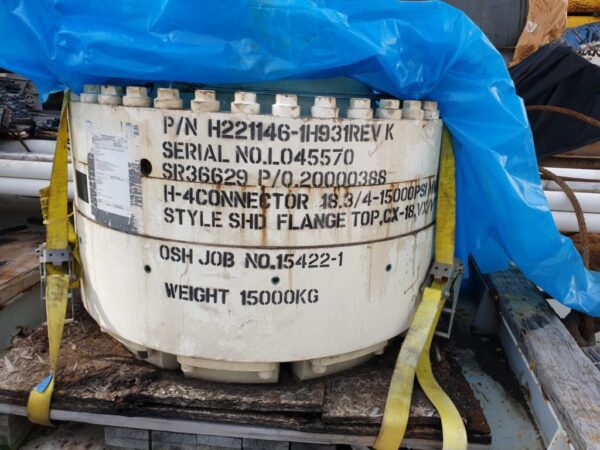 P/N H221146-1H931REV K
SERIAL NO.L045570
SR36629 P/O.20000388
H-4CONNECTOR 18.3/4-15000PSI
STYLE SHD FLANGE TOP,CX-18,VX/V
OSH JOB NO.15422-1
WEIGHT 15000KG